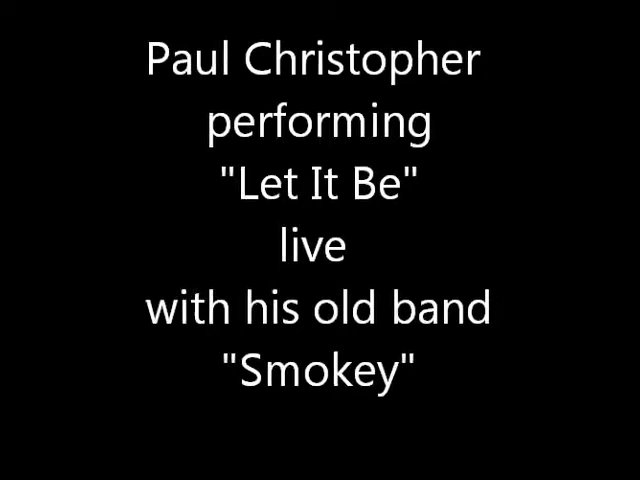 Paul Christopher
performing
"Let It Be"
live
with his old band
"Smokey"